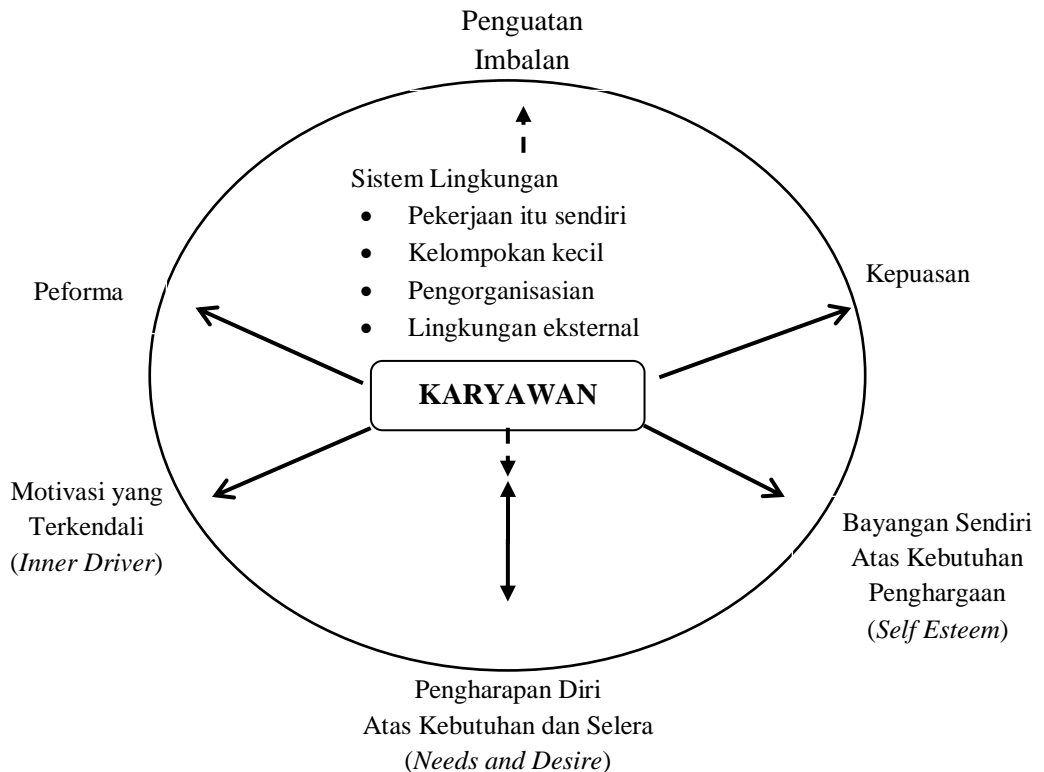 Penguatan
Imbalan
Sistem Lingkungan
• Pekerjaan itu sendiri
• Kelompokan kecil
• Pengorganisasian
• Lingkungan eksternal
Peforma
Kepuasan
KARYAWAN
Motivasi yang
Terkendali
(Inner Driver)
Bayangan Sendiri
Atas Kebutuhan
Penghargaan
(Self Esteem)
Pengharapan Diri
Atas Kebutuhan dan Selera
(Needs and Desire)